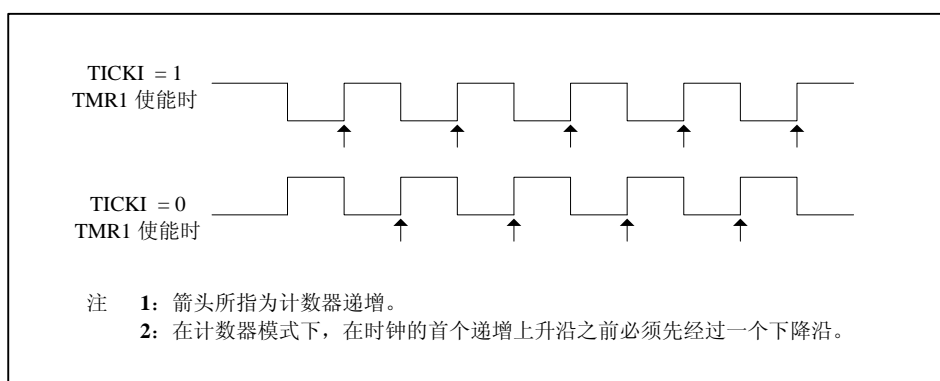 TICKI = 1
TMR1 使能时
TICKI = 0
TMR1 使能时
注 1：箭头所指为计数器递增。
2：在计数器模式下，在时钟的首个递增上升沿之前必须先经过一个下降沿。